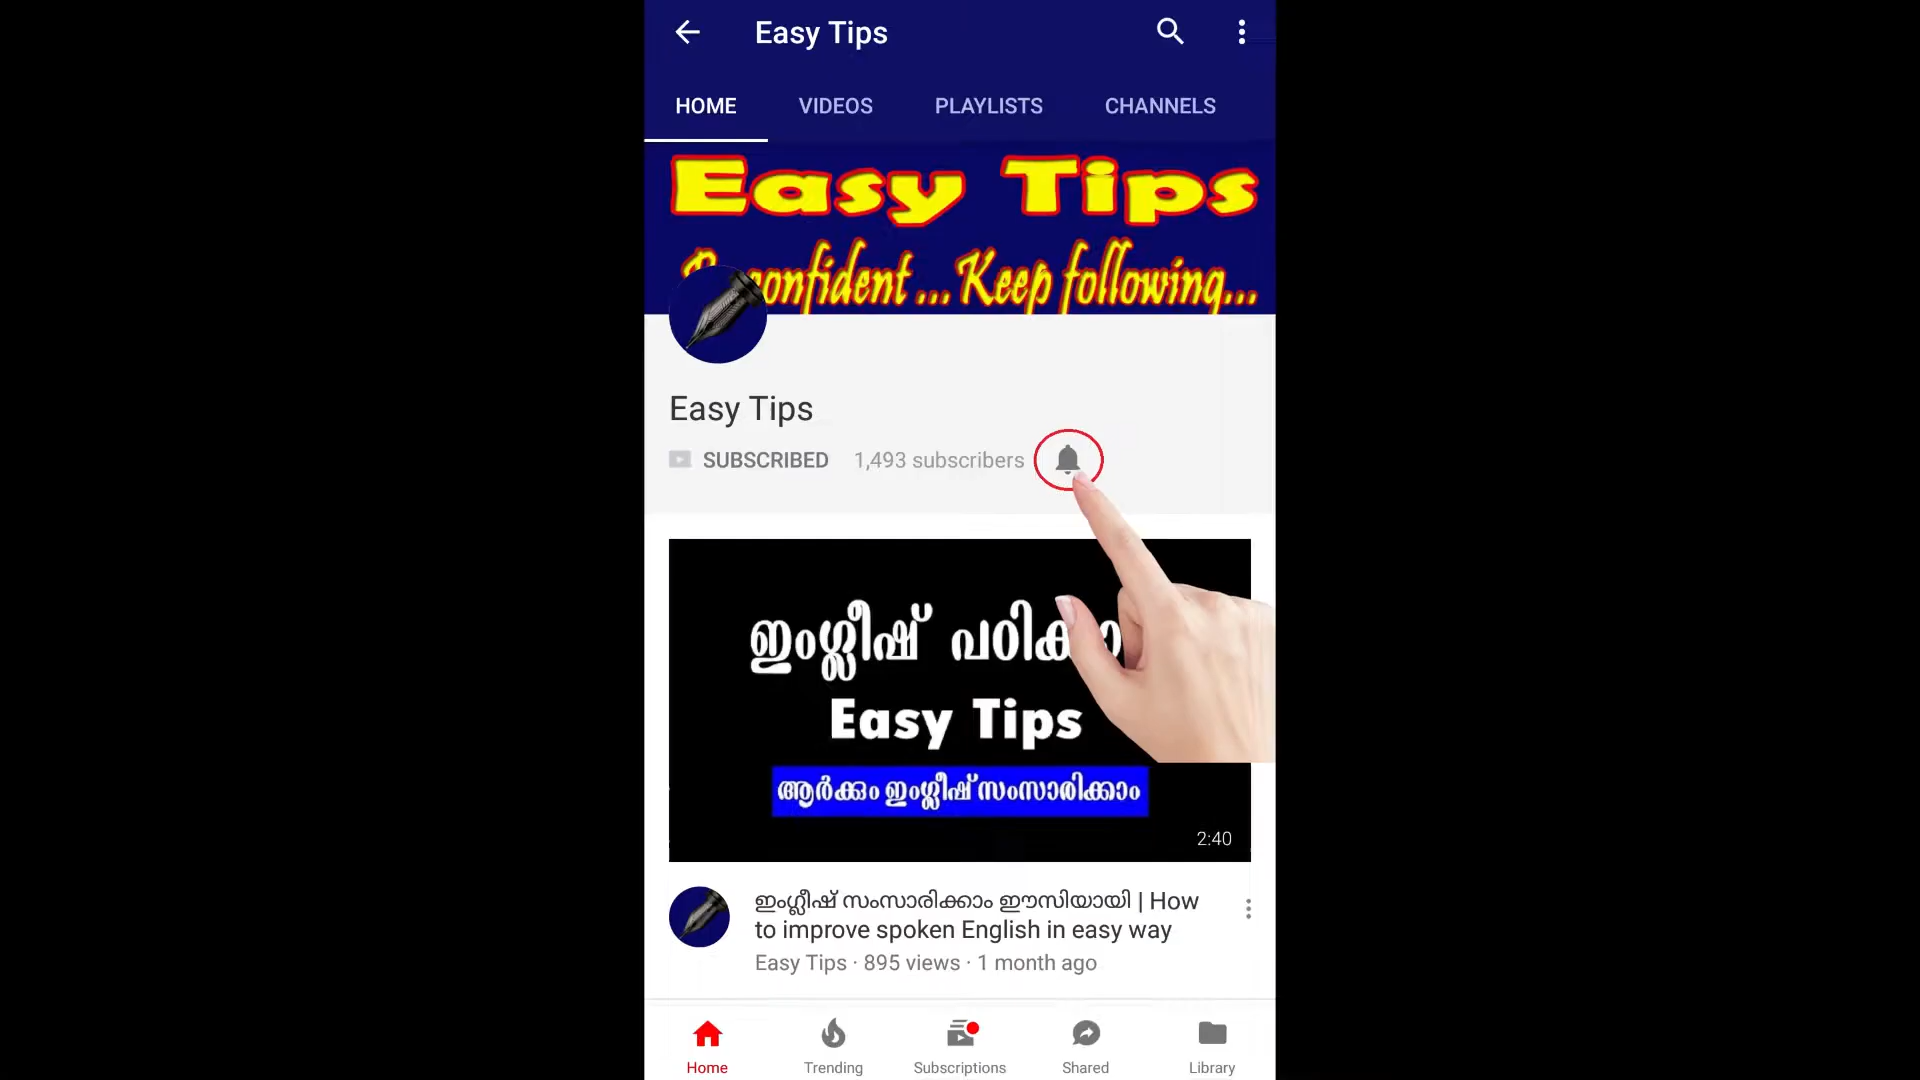 Easy Tips
HOME VIDEOS PLAYLISTS CHANNELS
Easy Tips
confident ... Keep following...
Easy Tips
SUBSCRIBED 1,493 subscribers
ഇംഗ്ലീഷ്
Easy Tips
ആർക്കും ഇംഗ്ലീഷ് സംസാരിക്കാം
2:40
ഇംഗ്ലീഷ് സംസാരിക്കാം ഈസിയായി | How
to improve spoken English in easy way
Easy Tips · 895 views · 1 month ago
Home Trending Subscriptions Shared Library